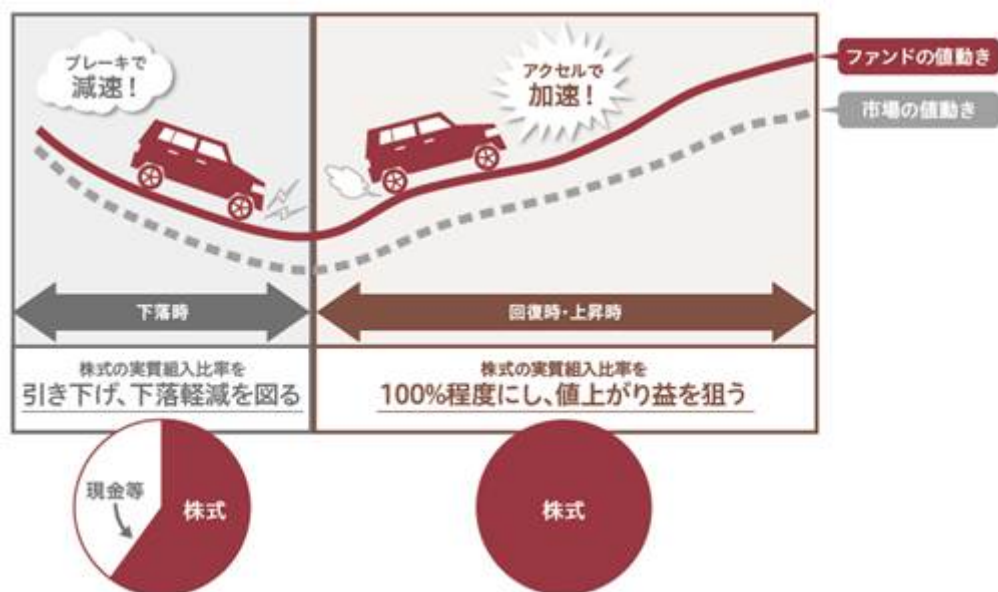 ブレーキで
減速！
アクセルで
加速！
ファンドの値動き
市場の値動き
下落時
回復時・上昇時
株式の実質組入比率を
引き下げ、下落軽減を図る
株式の実質組入比率を
100%程度にし、値上がり益を狙う
現金等
株式
株式